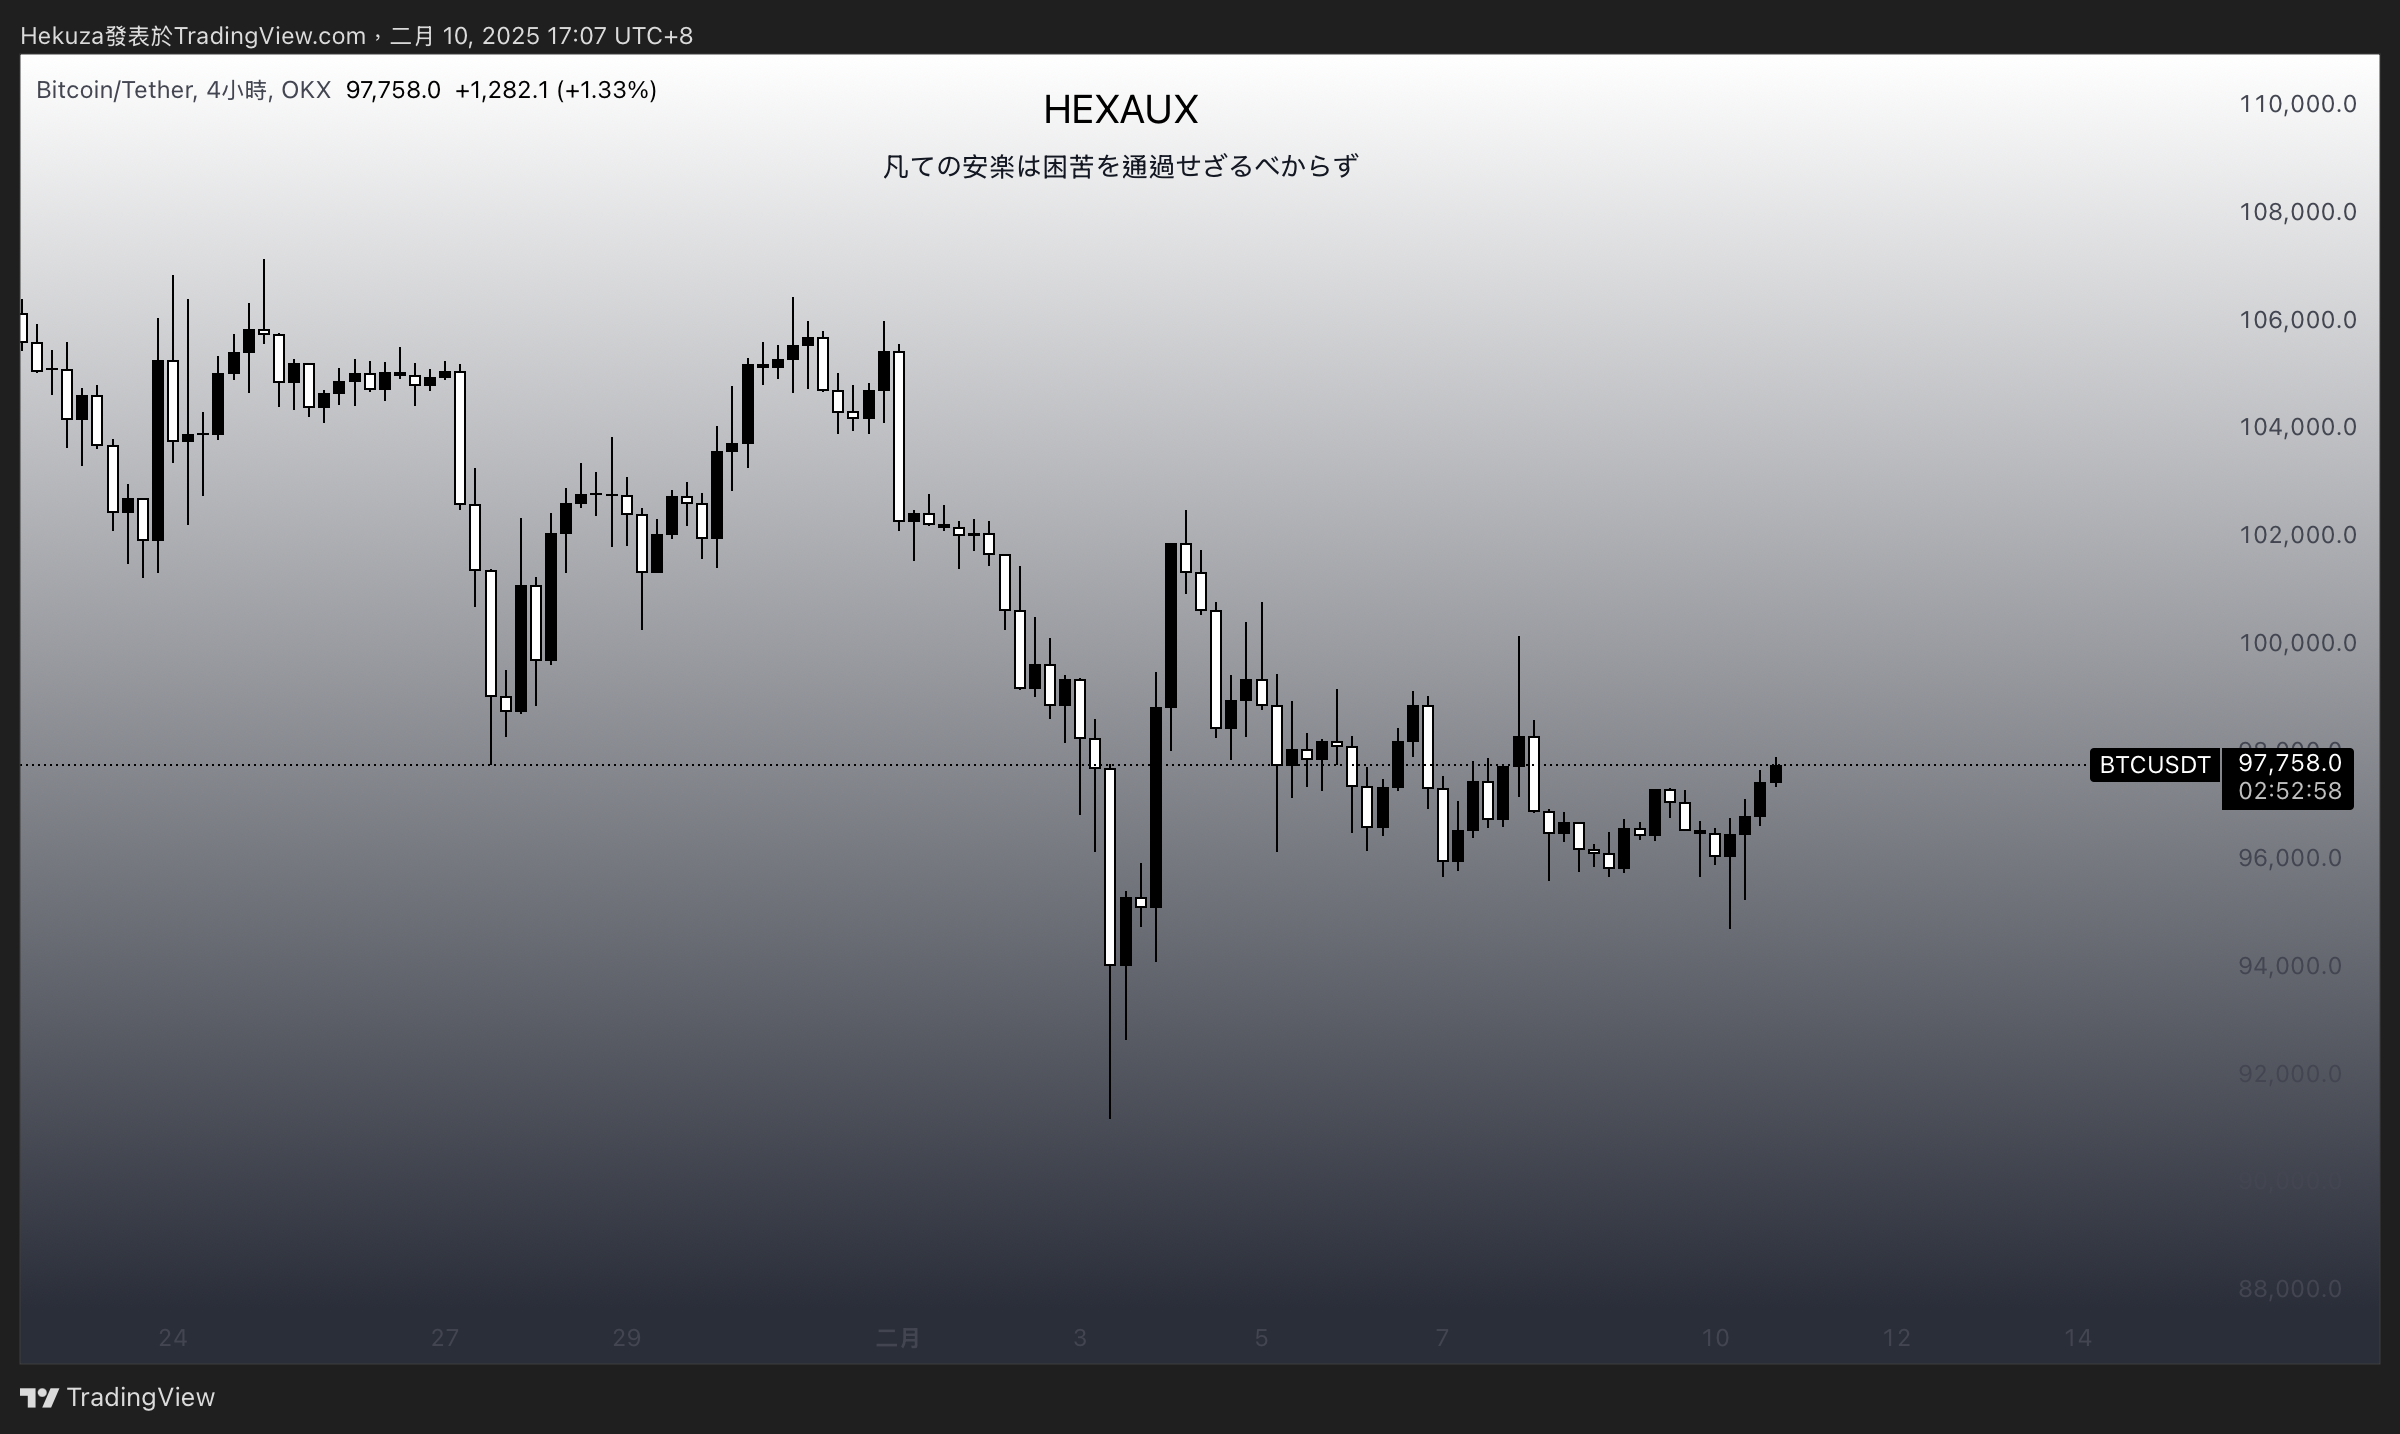 Hekuza發表於TradingView.com，二月 10, 2025 17:07 UTC+8
Bitcoin/Tether, 4小時, OKX 97,758.0 +1,282.1 (+1.33%)
HEXAUX
凡ての安楽は困苦を通過せざるべからず
110,000.0
108,000.0
106,000.0
104,000.0
102,000.0
100,000.0
98,000.0
BTCUSDT 97,758.0
02:52:58
96,000.0
94,000.0
92,000.0
90,000.0
88,000.0
24 27 29 二月 3 5 7 10 12 14
TradingView